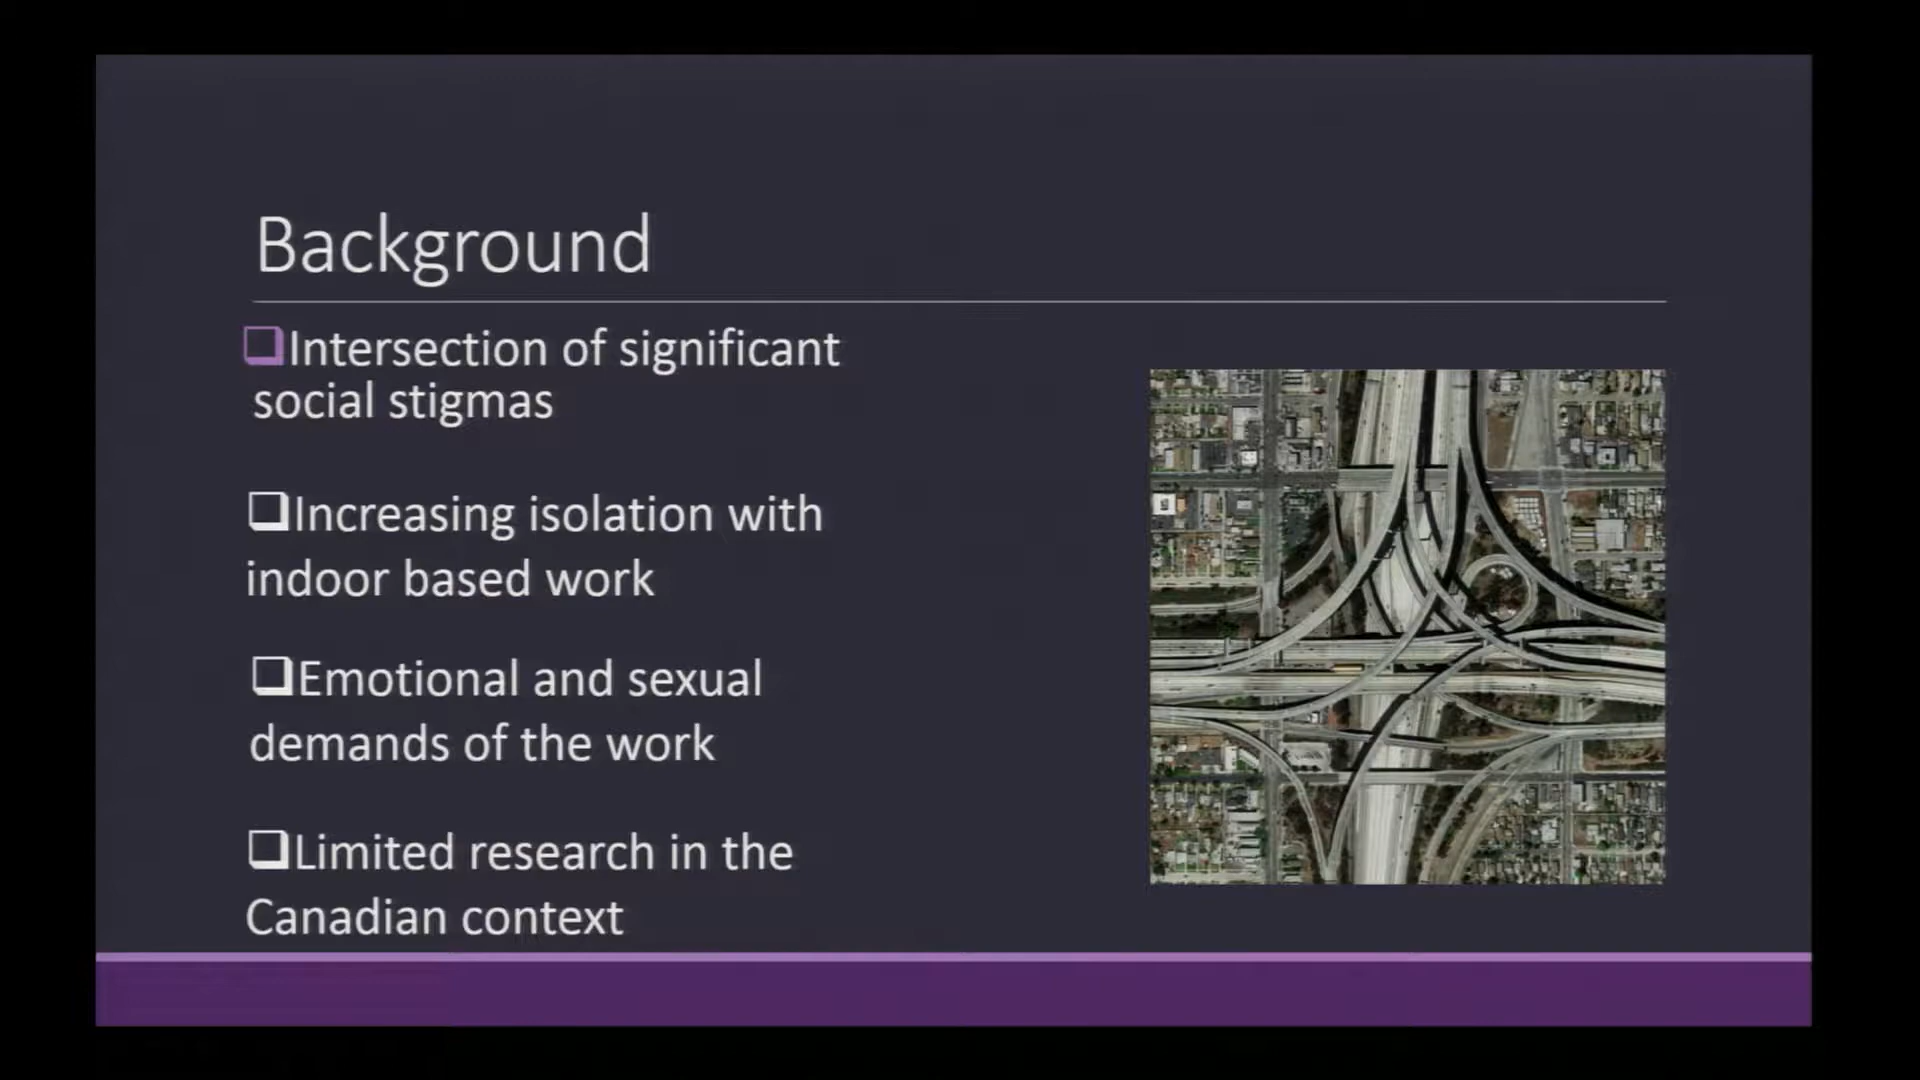 Background
Intersection of significant
social stigmas
Increasing isolation with
indoor based work
Emotional and sexual
demands of the work
Limited research in the
Canadian context